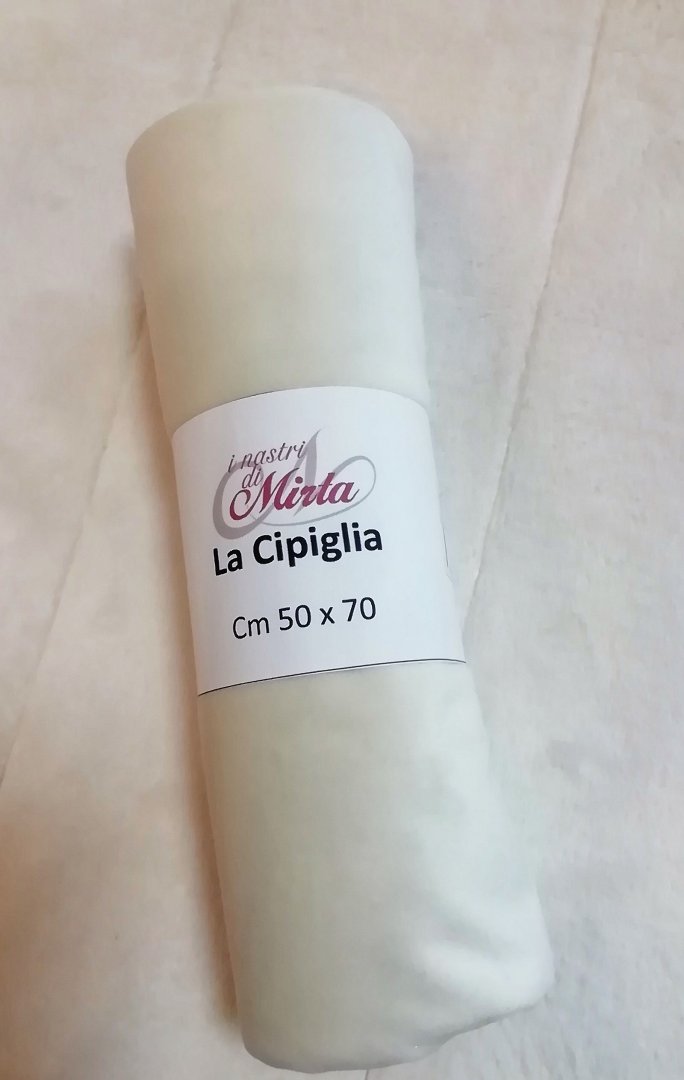 i nastri
di
Mirta
La Cipiglia
Cm 50 x 70